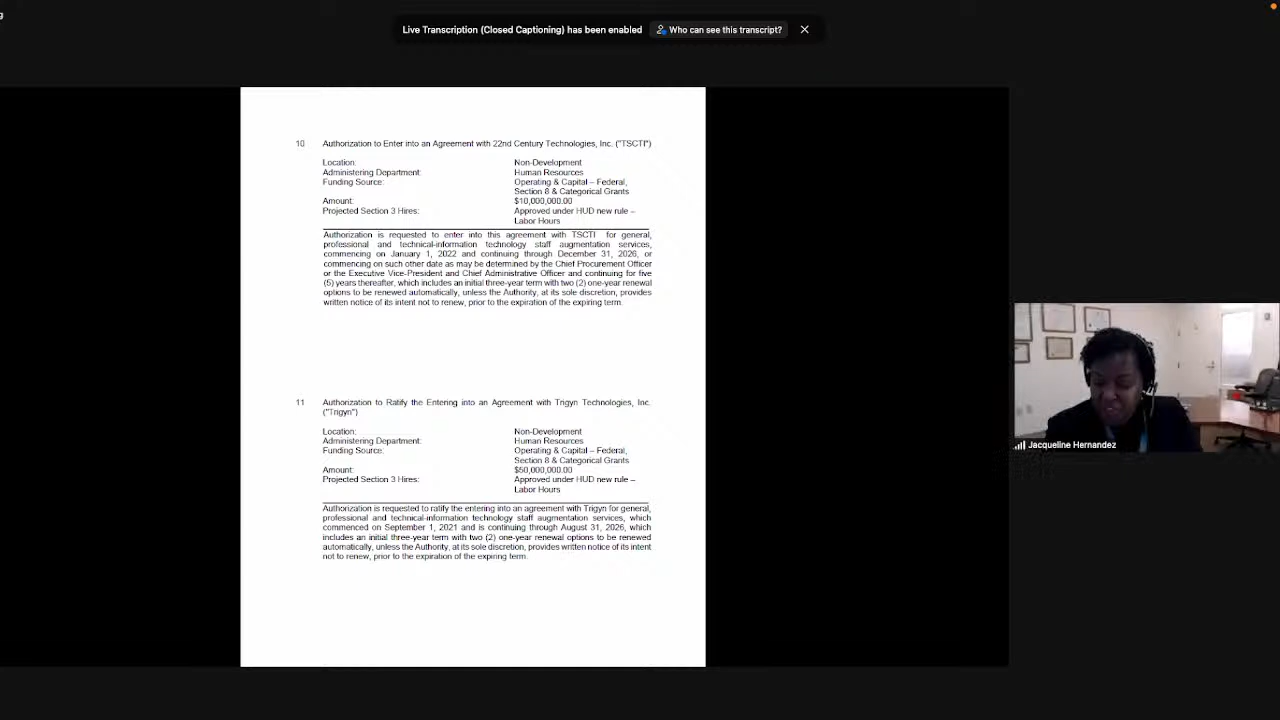 g
Live Transcription (Closed Captioning) has been enabled
Who can see this transcript?
10 Authorization to Enter into an Agreement with 22nd Century Technologies, Inc. ("TSCTI")
Location: Non-Development
Administering Department: Human Resources
Funding Source: Operating & Capital – Federal,
Section 8 & Categorical Grants
Amount: $10,000,000.00
Projected Section 3 Hires: Approved under HUD new rule –
Labor Hours
Authorization is requested to enter into this agreement with TSCTI for general,
professional and technical-information technology staff augmentation services,
commencing on January 1, 2022 and continuing through December 31, 2026, or
commencing on such other date as may be determined by the Chief Procurement Officer
or the Executive Vice-President and Chief Administrative Officer and continuing for five
(5) years thereafter, which includes an initial three-year term with two (2) one-year renewal
options to be renewed automatically, unless the Authority, at its sole discretion, provides
written notice of its intent not to renew, prior to the expiration of the expiring term.
11 Authorization to Ratify the Entering into an Agreement with Trigyn Technologies, Inc.
("Trigyn")
Location: Non-Development
Administering Department: Human Resources
Funding Source: Operating & Capital – Federal,
Section 8 & Categorical Grants
Amount: $50,000,000.00
Projected Section 3 Hires: Approved under HUD new rule –
Labor Hours
Authorization is requested to ratify the entering into an agreement with Trigyn for general,
professional and technical-information technology staff augmentation services, which
commenced on September 1, 2021 and is continuing through August 31, 2026, which
includes an initial three-year term with two (2) one-year renewal options to be renewed
automatically, unless the Authority, at its sole discretion, provides written notice of its intent
not to renew, prior to the expiration of the expiring term.
Jacqueline Hernandez